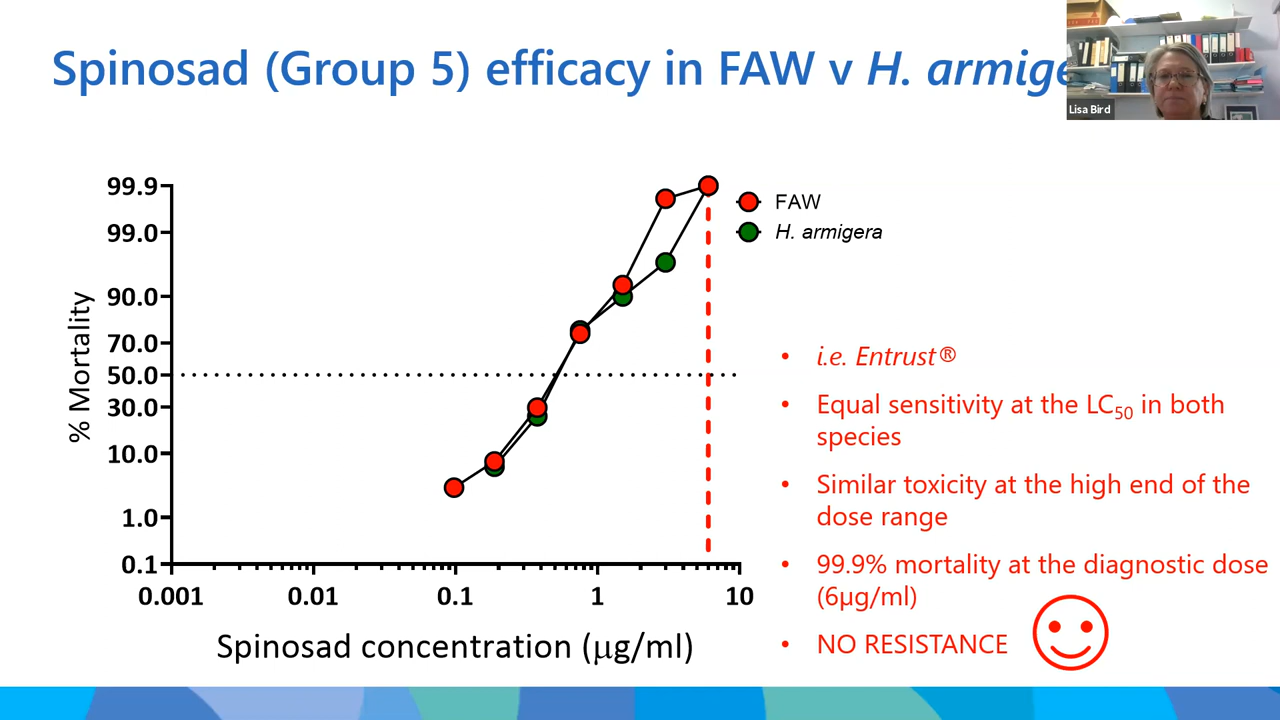 Spinosad (Group 5) efficacy in FAW v H. armige
Lisa Bird
99.9
99.0
90.0
70.0
50.0
30.0
10.0
1.0
0.1
% Mortality
0.001 0.01 0.1 1 10
Spinosad concentration (μg/ml)
FAW
H. armigera
• i.e. Entrust®
• Equal sensitivity at the LC50 in both
species
• Similar toxicity at the high end of the
dose range
• 99.9% mortality at the diagnostic dose
(6μg/ml)
• NO RESISTANCE